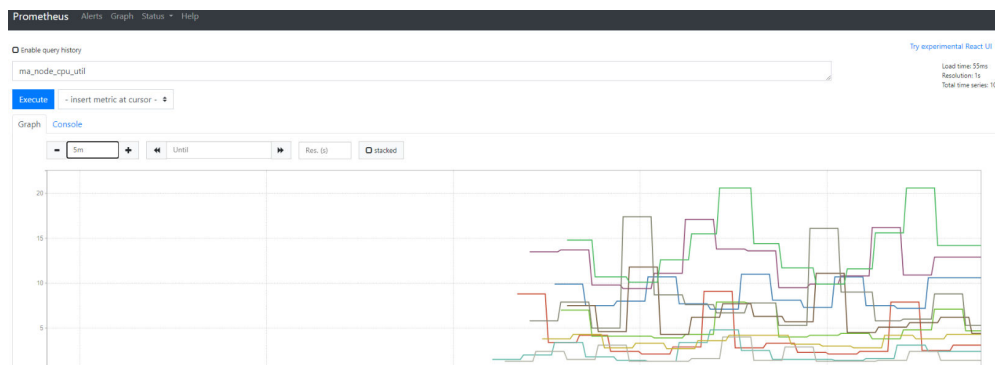 Prometheus Alerts Graph Status Help
Enable query history
Try experimental React UI
ma_node_cpu_util
Load time: 55ms
Resolution: 1s
Total time series: 10
Execute
- insert metric at cursor -
Graph Console
5m
Until
Res. (s)
stacked
20
15
10
5